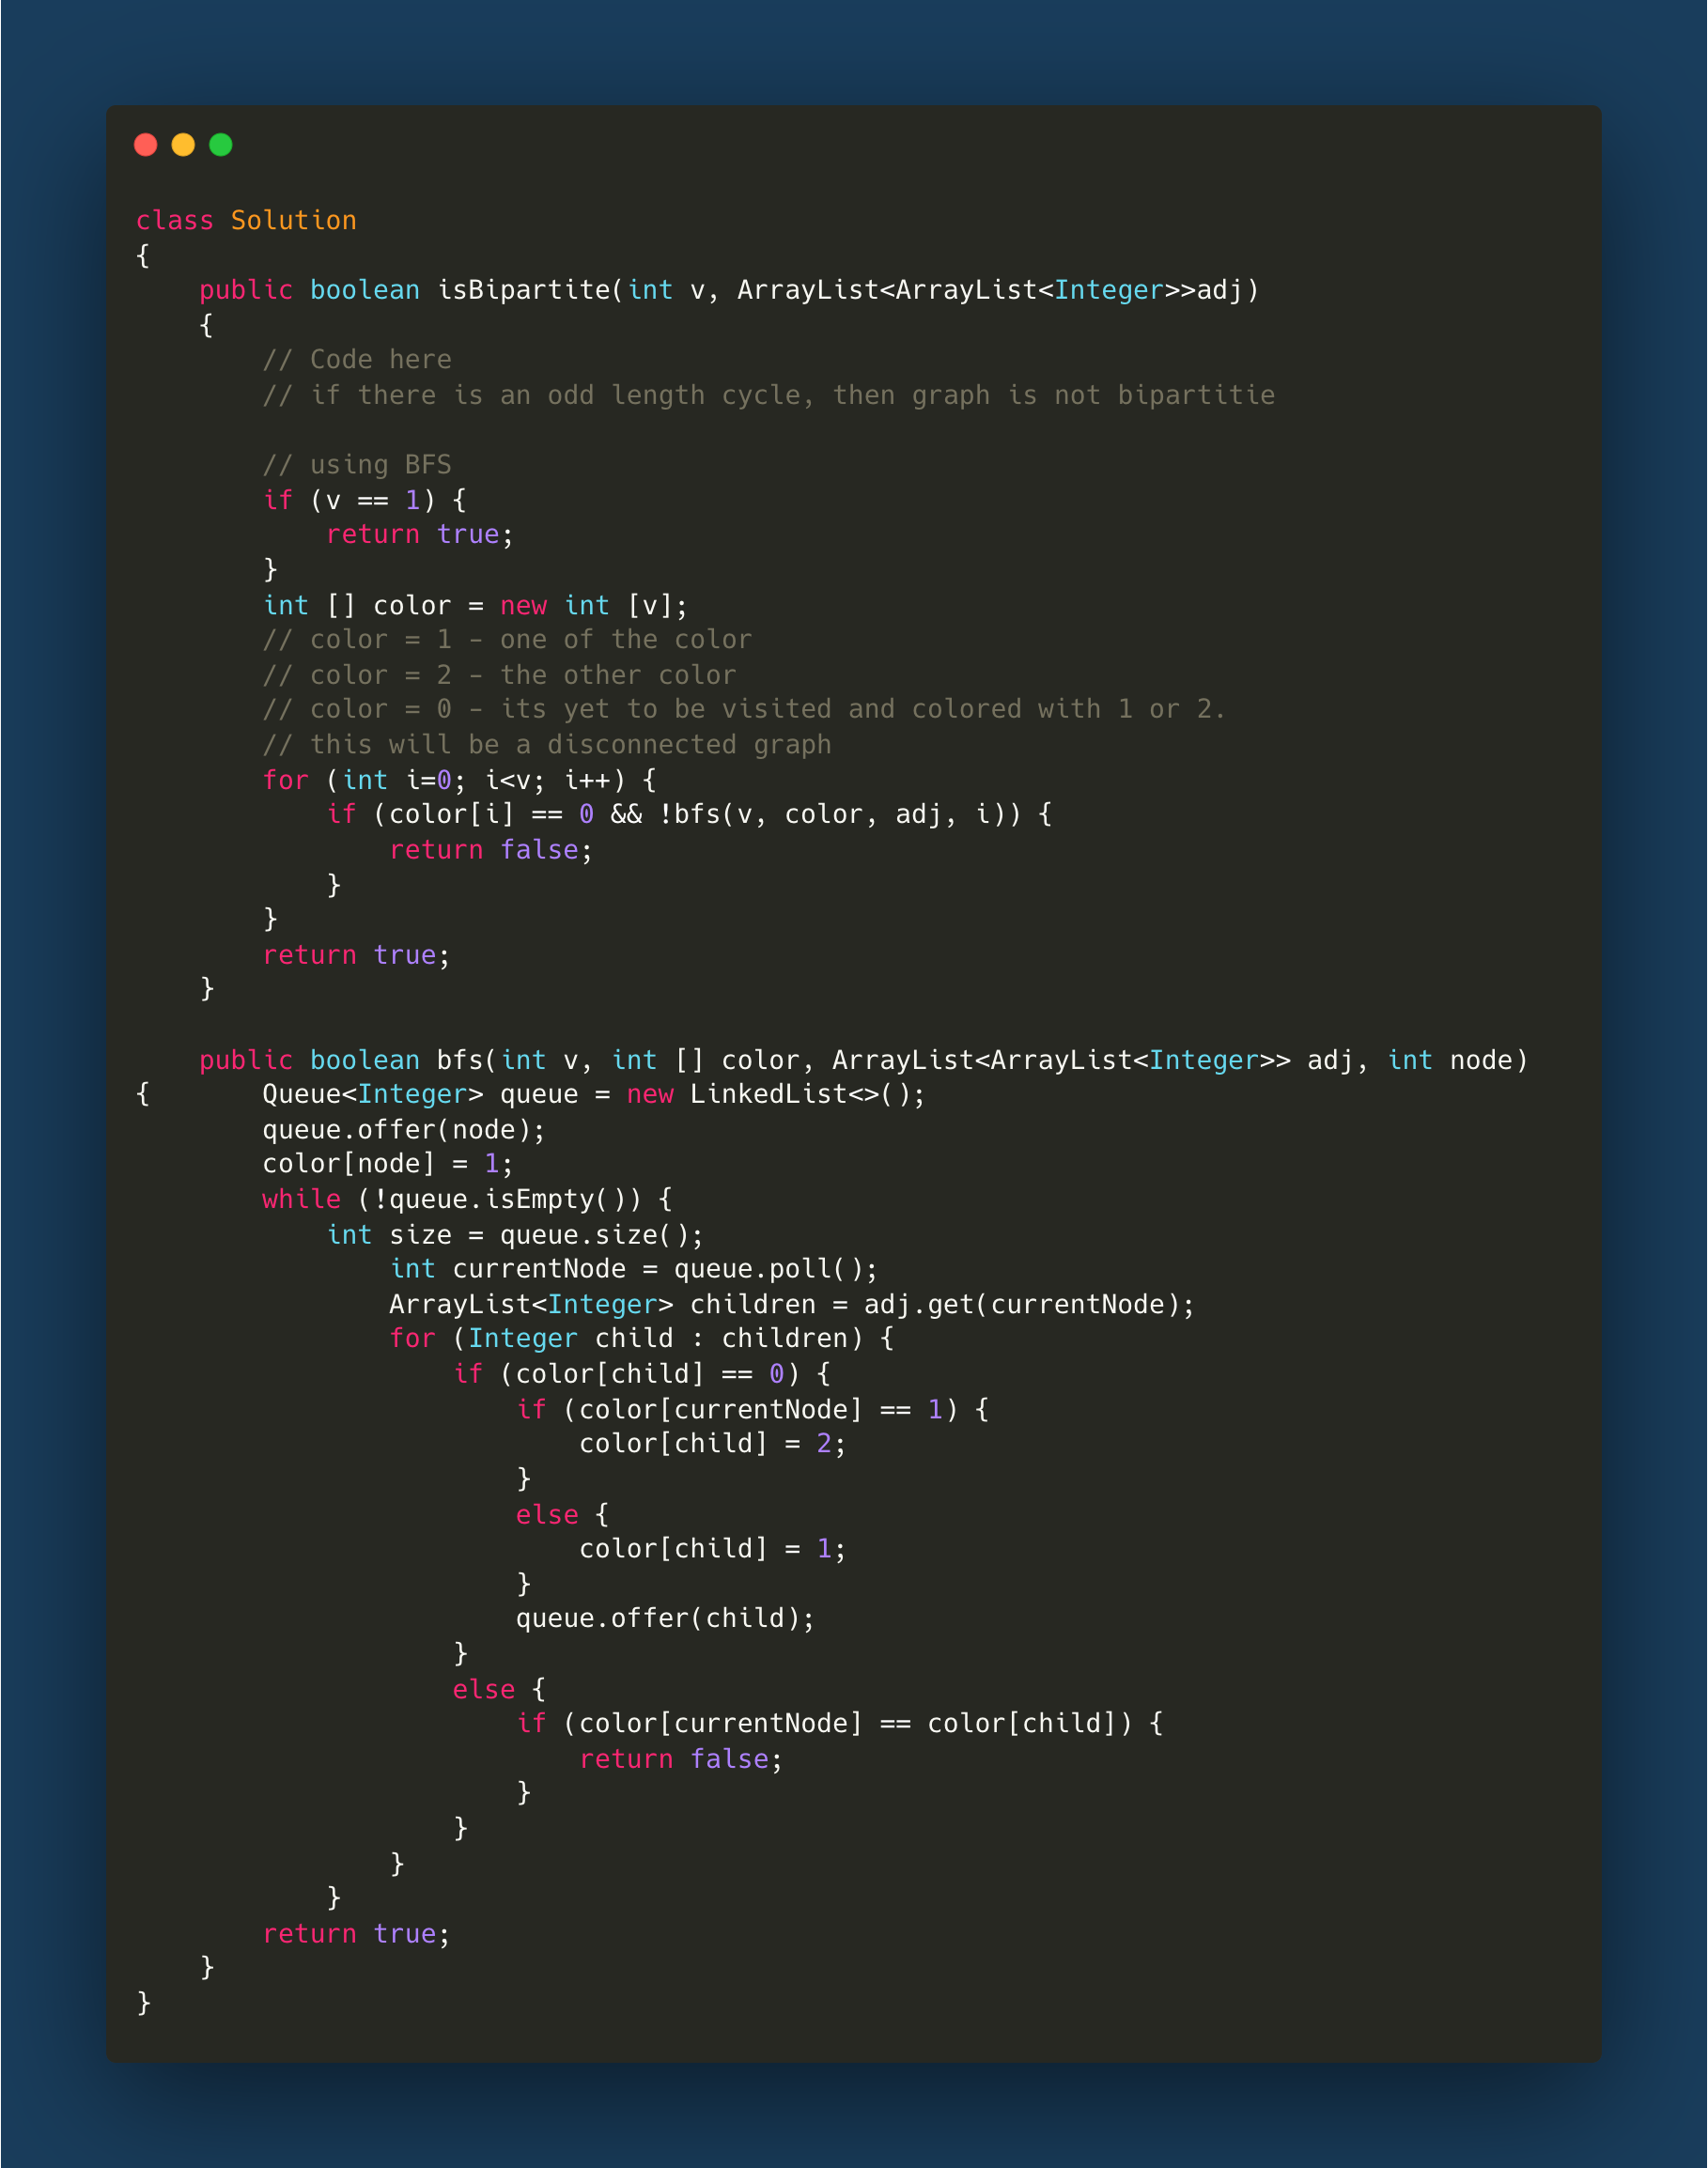 class Solution
{
    public boolean isBipartite(int v, ArrayList<ArrayList<Integer>>adj)
    {
        // Code here
        // if there is an odd length cycle, then graph is not bipartitie

        // using BFS
        if (v == 1) {
            return true;
        }
        int [] color = new int [v];
        // color = 1 - one of the color
        // color = 2 - the other color
        // color = 0 - its yet to be visited and colored with 1 or 2.
        // this will be a disconnected graph
        for (int i=0; i<v; i++) {
            if (color[i] == 0 && !bfs(v, color, adj, i)) {
                return false;
            }
        }
        return true;
    }

    public boolean bfs(int v, int [] color, ArrayList<ArrayList<Integer>> adj, int node)
{       Queue<Integer> queue = new LinkedList<>();
        queue.offer(node);
        color[node] = 1;
        while (!queue.isEmpty()) {
            int size = queue.size();
                int currentNode = queue.poll();
                ArrayList<Integer> children = adj.get(currentNode);
                for (Integer child : children) {
                    if (color[child] == 0) {
                        if (color[currentNode] == 1) {
                            color[child] = 2;
                        }
                        else {
                            color[child] = 1;
                        }
                        queue.offer(child);
                    }
                    else {
                        if (color[currentNode] == color[child]) {
                            return false;
                        }
                    }
                }
            }
        return true;
    }
}